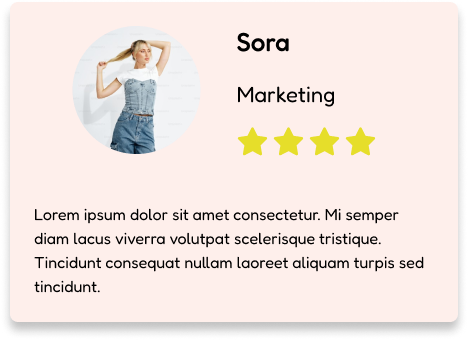 Sora
Marketing
Lorem ipsum dolor sit amet consectetur. Mi semper
diam lacus viverra volutpat scelerisque tristique.
Tincidunt consequat nullam laoreet aliquam turpis sed
tincidunt.